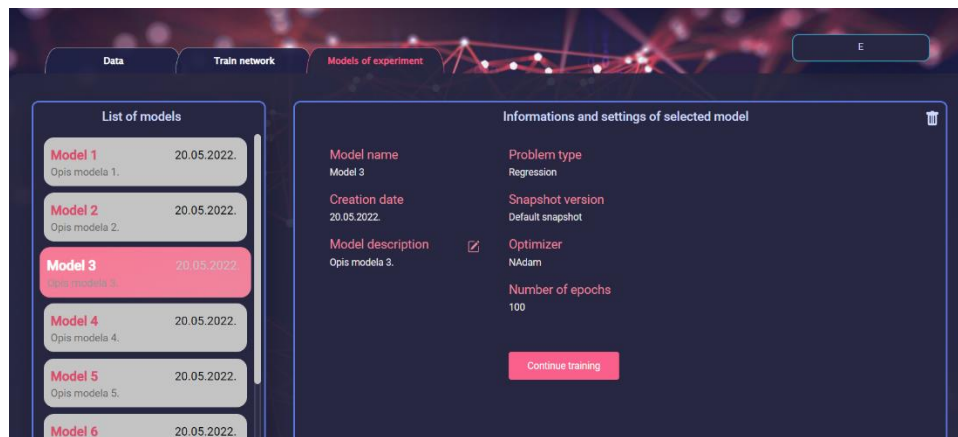 Data
Train network
Models of experiment
E
List of models
Model 1
20.05.2022.
Opis modela 1.
Model 2
20.05.2022.
Opis modela 2.
Model 3
20.05.2022.
Opis modela 3.
Model 4
20.05.2022.
Opis modela 4.
Model 5
20.05.2022.
Opis modela 5.
Model 6
20.05.2022.
Informations and settings of selected model
Model name
Model 3
Creation date
20.05.2022.
Model description
Opis modela 3.
Problem type
Regression
Snapshot version
Default snapshot
Optimizer
NAdam
Number of epochs
100
Continue training